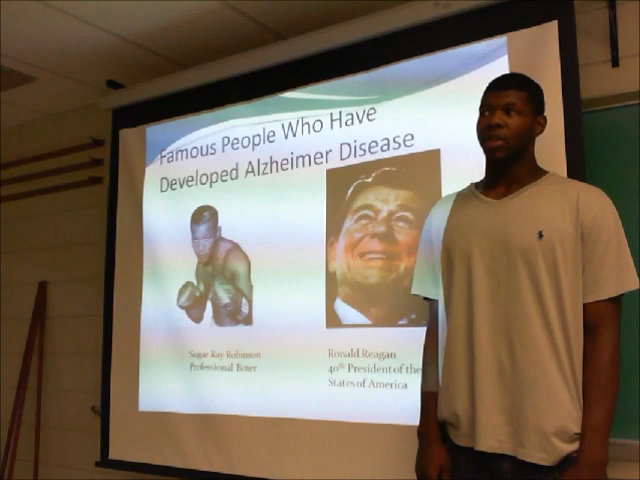 Famous People Who Have
Developed Alzheimer Disease
Sugar Ray Robinson
Professional Boxer
Ronald Reagan
40th President of the
States of America